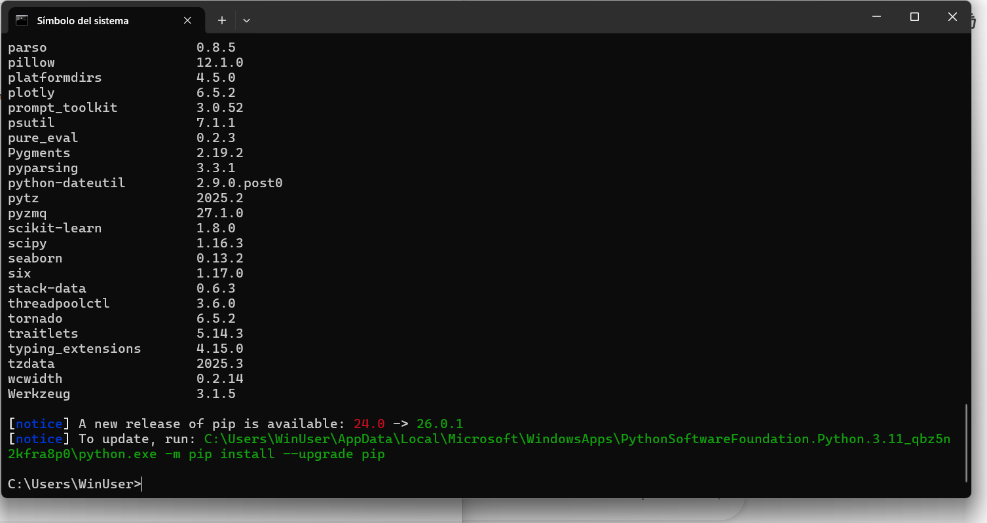 Símbolo del sistema
parso 0.8.5
pillow 12.1.0
platformdirs 4.5.0
plotly 6.5.2
prompt_toolkit 3.0.52
psutil 7.1.1
pure_eval 0.2.3
Pygments 2.19.2
pyparsing 3.3.1
python-dateutil 2.9.0.post0
pytz 2025.2
pyzmq 27.1.0
scikit-learn 1.8.0
scipy 1.16.3
seaborn 0.13.2
six 1.17.0
stack-data 0.6.3
threadpoolctl 3.6.0
tornado 6.5.2
traitlets 5.14.3
typing_extensions 4.15.0
tzdata 2025.3
wcwidth 0.2.14
Werkzeug 3.1.5
[notice] A new release of pip is available: 24.0 -> 26.0.1
[notice] To update, run: C:\Users\WinUser\AppData\Local\Microsoft\WindowsApps\PythonSoftwareFoundation.Python.3.11_qbz5n
2kfra8p0\python.exe -m pip install --upgrade pip
C:\Users\WinUser>